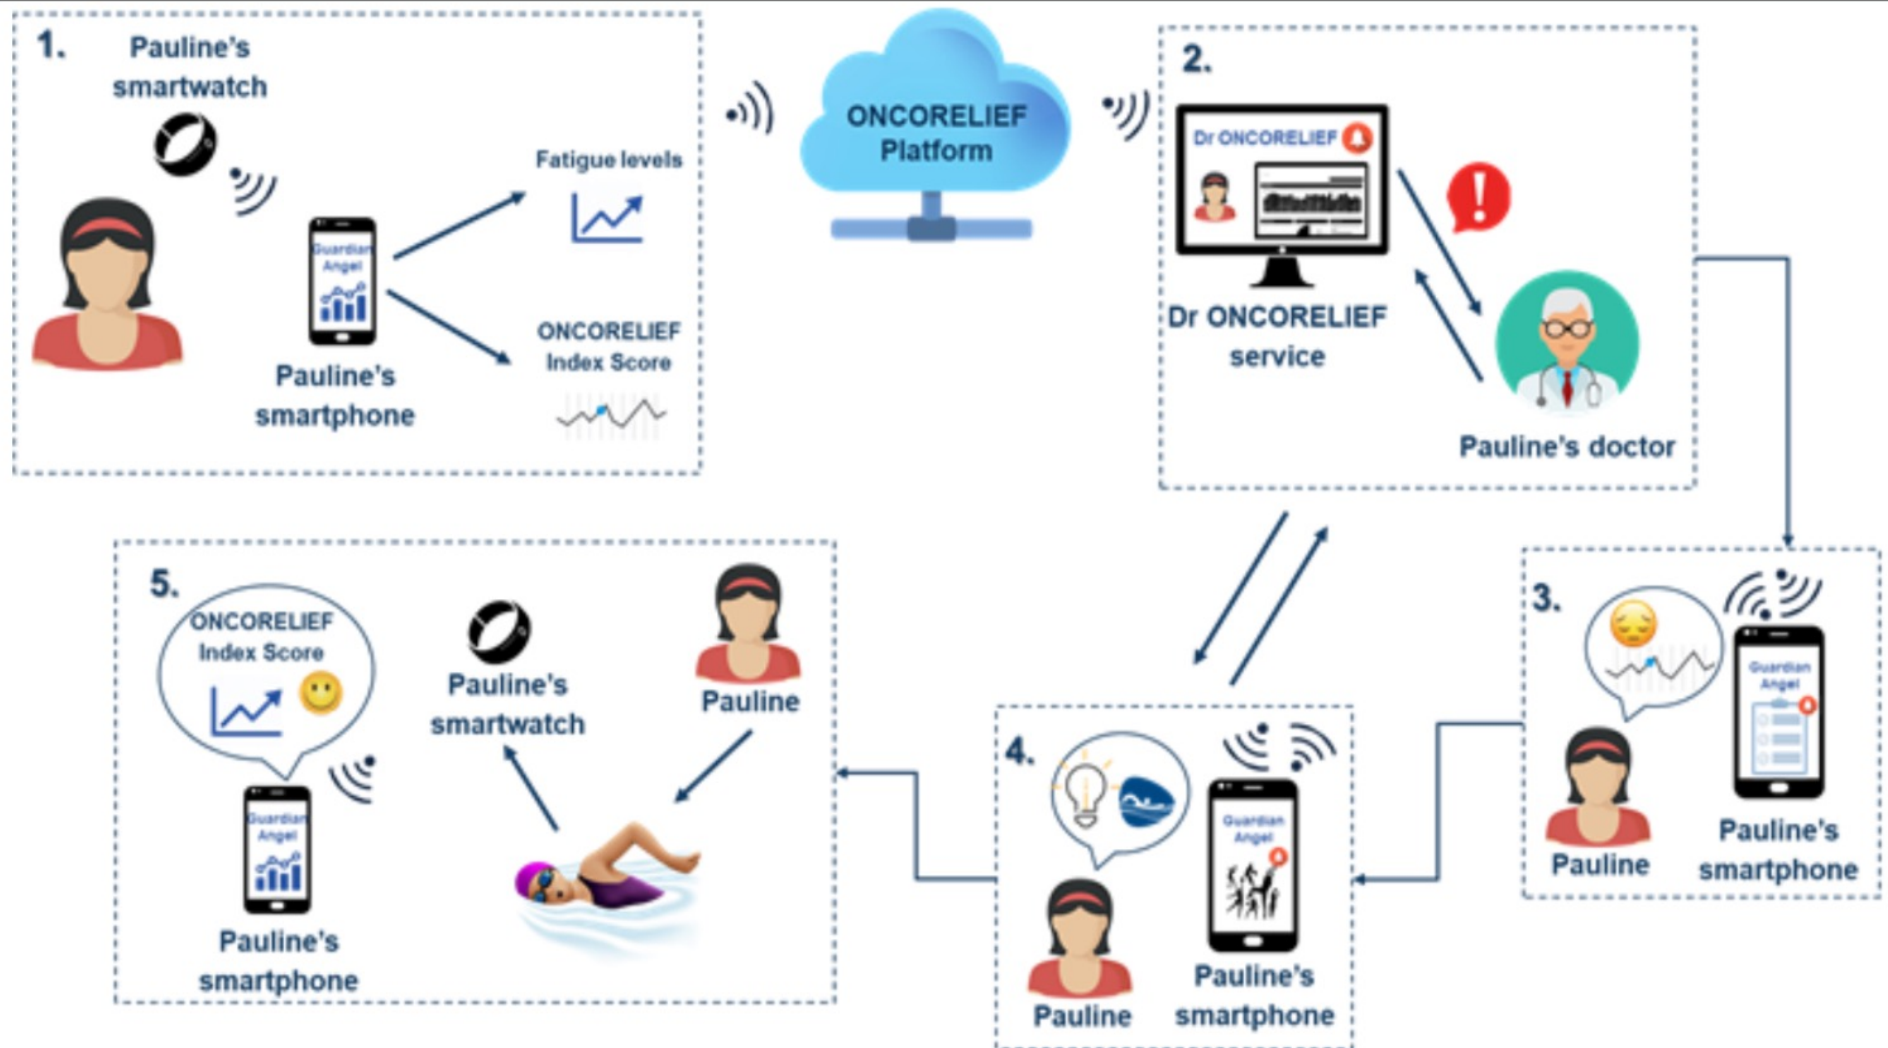 1.
Pauline's
smartwatch
Fatigue levels
Guardian
Angel
ONCORELIEF
Index Score
Pauline's
smartphone
ONCORELIEF
Platform
2.
Dr ONCORELIEF
Dr ONCORELIEF
service
!
Pauline's doctor
3.
Guardian
Angel
Pauline
Pauline's
smartphone
4.
Guardian
Angel
Pauline
Pauline's
smartphone
5.
ONCORELIEF
Index Score
Pauline's
smartwatch
Pauline
Guardian
Angel
Pauline's
smartphone